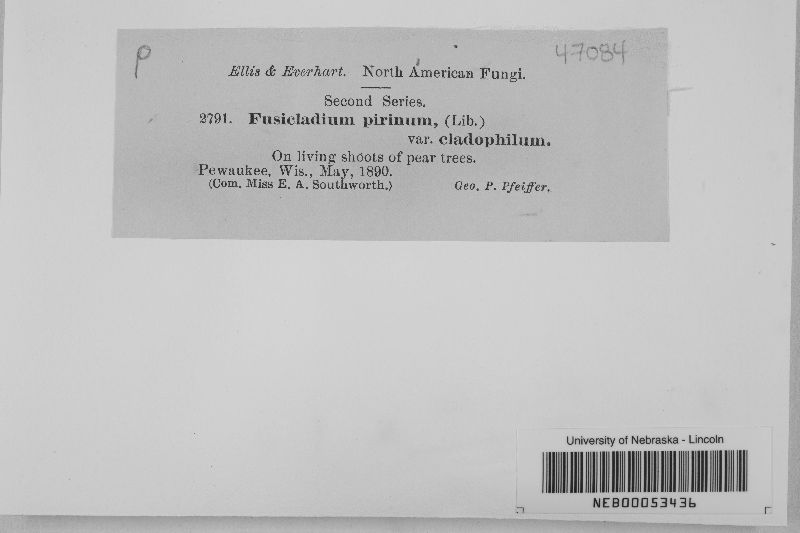 p
47084
Ellis & Everhart. North American Fungi.
Second Series.
2791. Fusicladium pirinum, (Lib.)
var. cladophilum.
On living shoots of pear trees.
Pewaukee, Wis., May, 1890.
(Com. Miss E. A. Southworth.) Geo. P. Pfeiffer.
University of Nebraska - Lincoln
NEB00053436